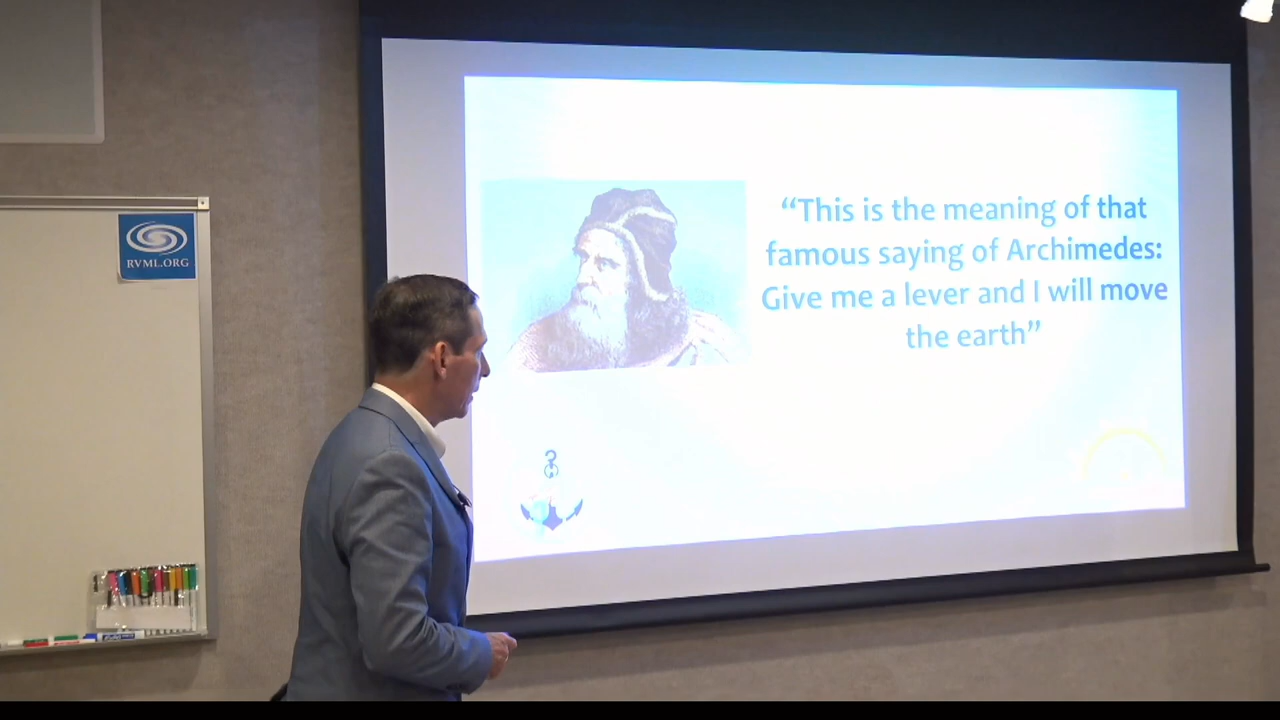 RVML.ORG
“This is the meaning of that
famous saying of Archimedes:
Give me a lever and I will move
the earth”